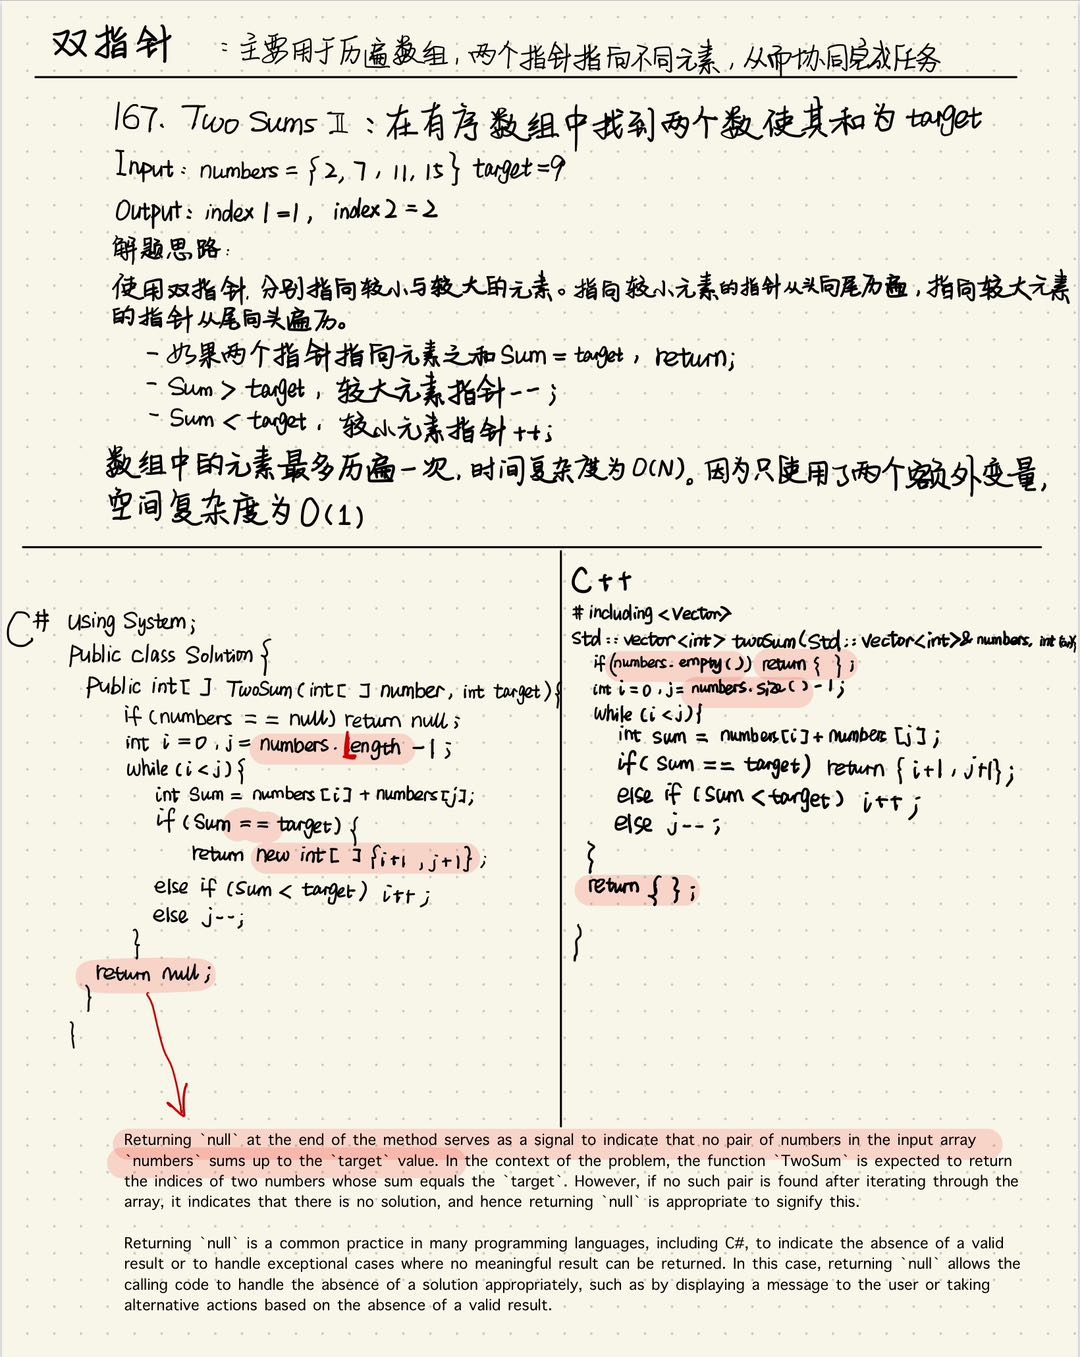 双指针 : 主要用于历遍数组, 两个指针指向不同元素, 从而协同完成任务
167. Two Sums II : 在有序数组中找到两个数使其和为 target
Input: numbers = {2, 7, 11, 15} target=9
Output: index 1 =1, index 2 = 2
解题思路:
使用双指针, 分别指向较小与较大的元素。指向较小元素的指针从头向尾历遍, 指向较大元素
的指针从尾向头遍历。
- 如果两个指针指向元素之和 Sum = target, return;
- Sum > target, 较大元素指针--;
- Sum < target, 较小元素指针++;
数组中的元素最多历遍一次, 时间复杂度为 O(N)。因为只使用了两个额外变量,
空间复杂度为 O(1)
C# Using System;
Public class Solution {
Public int[ ] TwoSum(int[ ] number, int target){
if (numbers == null) return null;
int i = 0, j = numbers.Length -1;
while (i<j){
int Sum = numbers[i] + numbers[j];
if (Sum == target) {
return new int[ ] {i+1, j+1};
else if (Sum < target) i++;
else j--;
}
return null;
}
}
C++
# including <Vector>
Std::vector<int> twoSum(Std::Vector<int>& numbers, int
if (numbers.empty()) return { };
int i=0, j= numbers.size()-1;
while (i<j){
int sum = numbers[i]+number[j];
if( Sum == target) return {i+1, j+1};
else if (Sum <target) i++;
else j--;
}
return { };
}
Returning `null` at the end of the method serves as a signal to indicate that no pair of numbers in the input array
`numbers` sums up to the `target` value. In the context of the problem, the function `TwoSum` is expected to return
the indices of two numbers whose sum equals the `target`. However, if no such pair is found after iterating through the
array, it indicates that there is no solution, and hence returning `null` is appropriate to signify this.
Returning `null` is a common practice in many programming languages, including C#, to indicate the absence of a valid
result or to handle exceptional cases where no meaningful result can be returned. In this case, returning `null` allows the
calling code to handle the absence of a solution appropriately, such as by displaying a message to the user or taking
alternative actions based on the absence of a valid result.